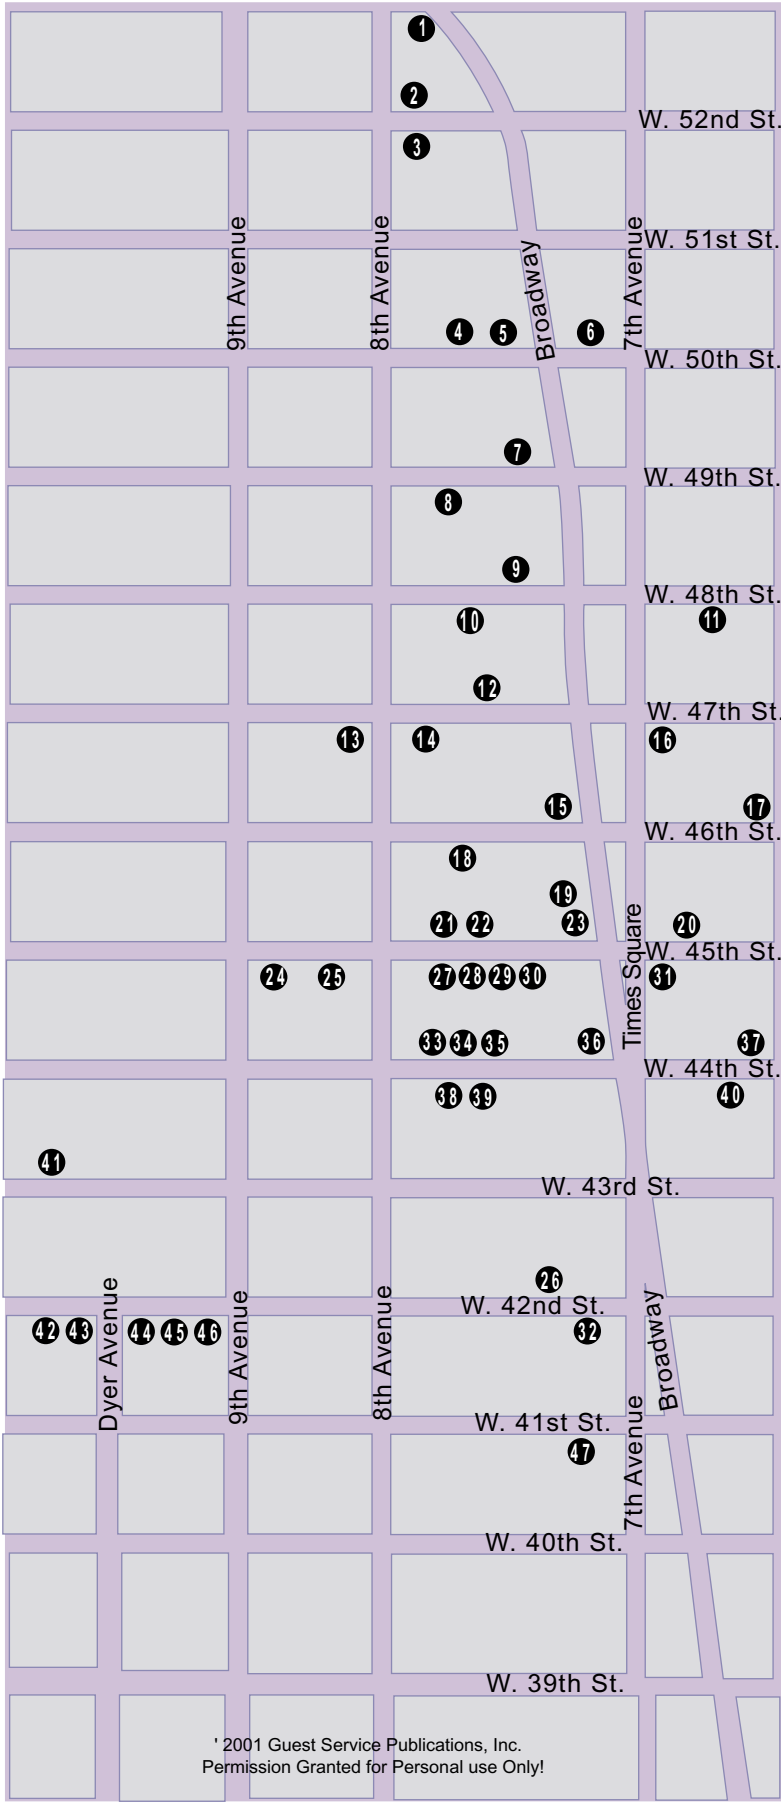 1
2
W. 52nd St.
3
9th Avenue
8th Avenue
Broadway
7th Avenue
W. 51st St.
4 5 6
W. 50th St.
7
W. 49th St.
8
9
W. 48th St.
10 11
12
W. 47th St.
13 14 16
15 17
W. 46th St.
18
19
21 22 23 20
W. 45th St.
Times Square
24 25 27 28 29 30 31
33 34 35 36 37
W. 44th St.
38 39 40
41
W. 43rd St.
26
W. 42nd St.
42 43 44 45 46 32
Dyer Avenue
9th Avenue
8th Avenue
Broadway
W. 41st St.
7th Avenue
47
W. 40th St.
W. 39th St.
' 2001 Guest Service Publications, Inc.
Permission Granted for Personal use Only!